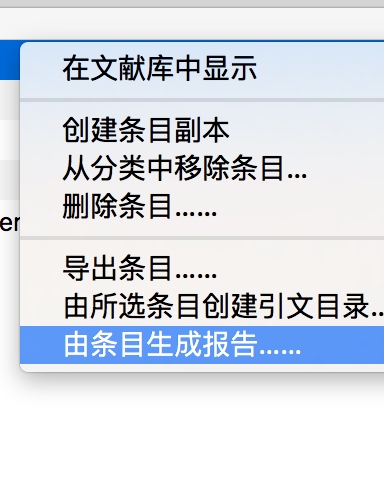 在文献库中显示
创建条目副本
从分类中移除条目...
删除条目......
er
导出条目......
由所选条目创建引文目录..
由条目生成报告......